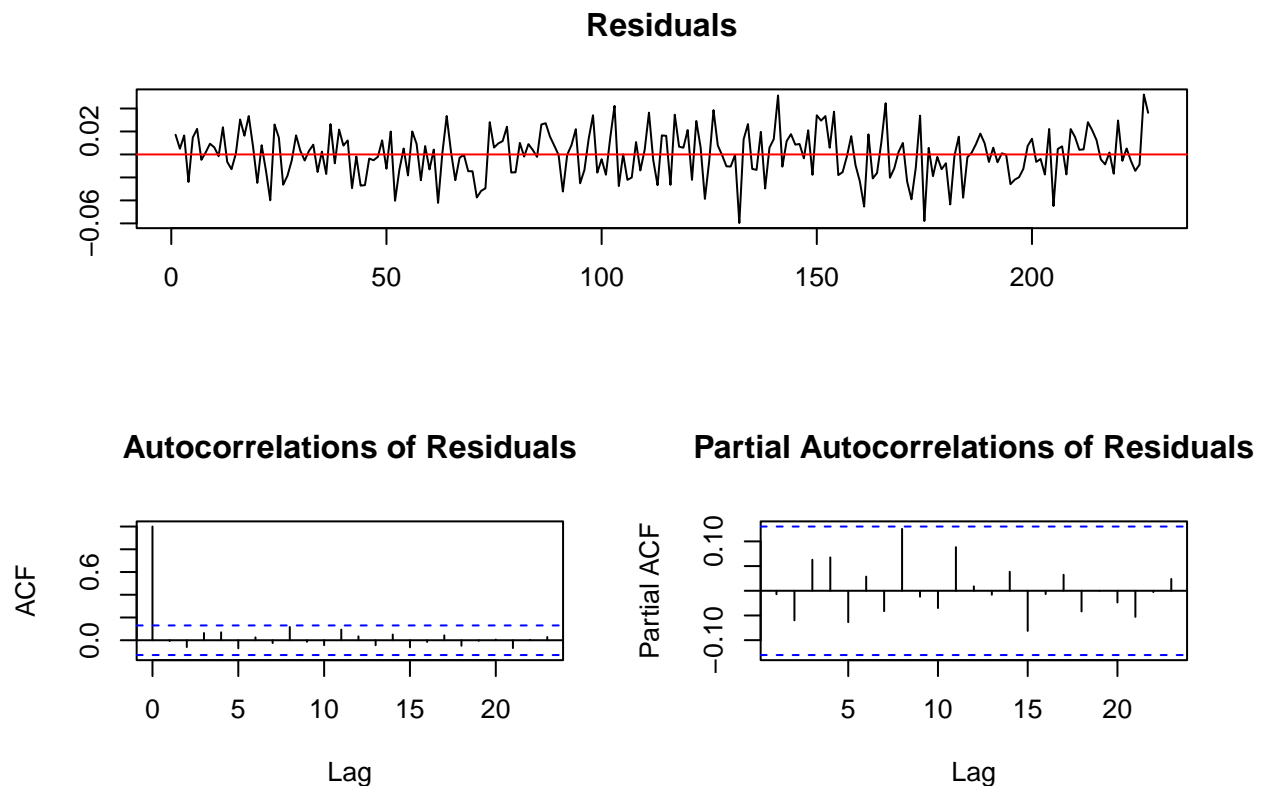 Residuals
0.02
−0.06
0 50 100 150 200
Autocorrelations of Residuals
ACF
0.6
0.0
0 5 10 15 20
Lag
Partial Autocorrelations of Residuals
Partial ACF
0.10
−0.10
5 10 15 20
Lag